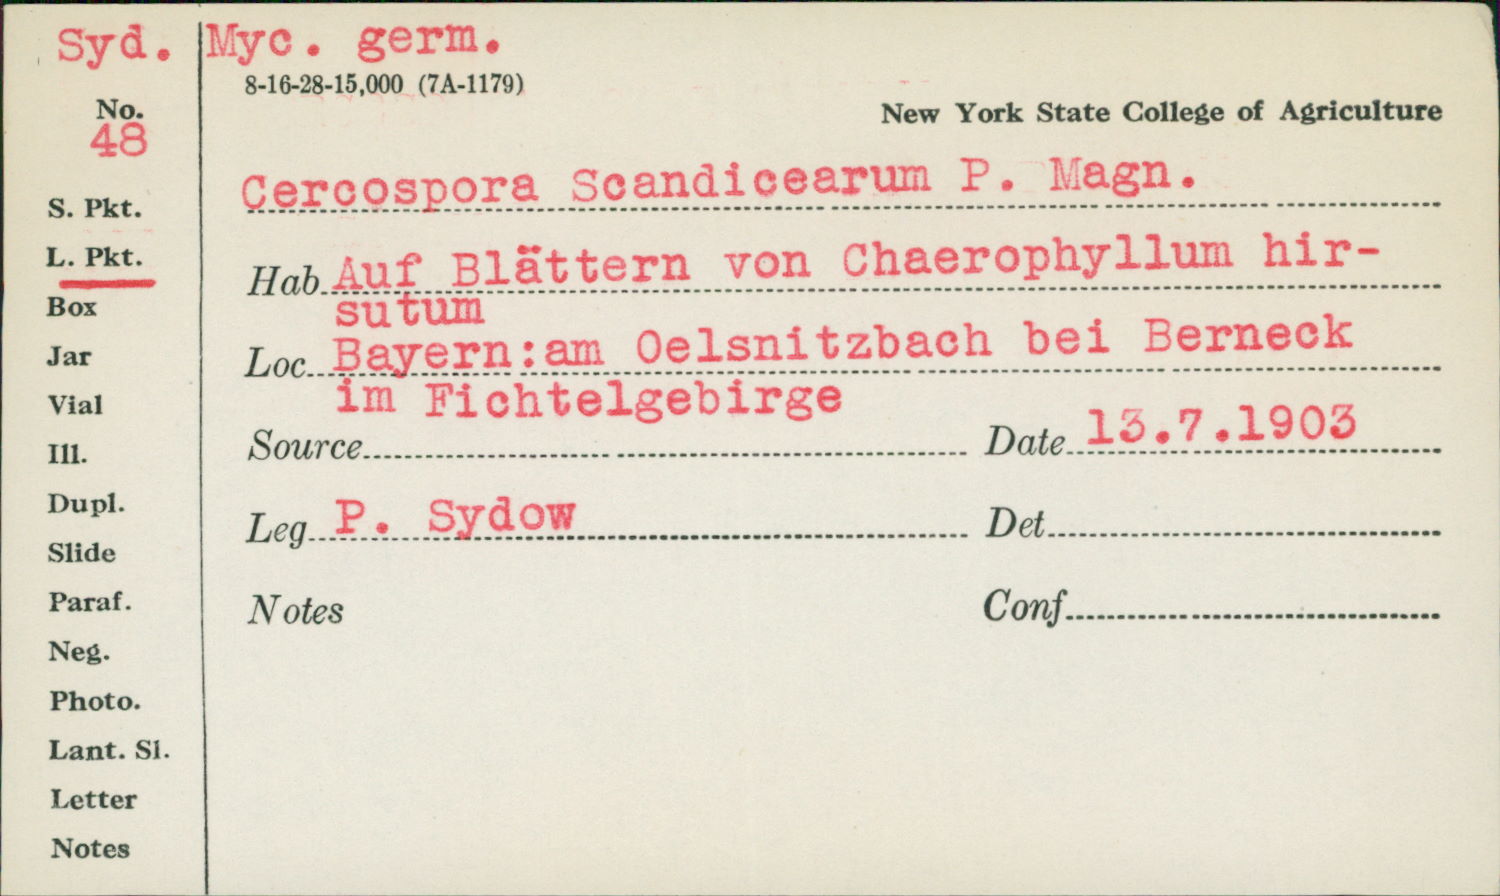 Syd. Myc. germ.
8-16-28-15,000 (7A-1179)
No.
48
New York State College of Agriculture
Cercospora Scandicearum P. Magn.
S. Pkt.
L. Pkt.
Box
Jar
Vial
Ill.
Dupl.
Slide
Paraf.
Neg.
Photo.
Lant. Sl.
Letter
Notes
Hab Auf Blättern von Chaerophyllum hir-
sutum
Loc Bayern:am Oelsnitzbach bei Berneck
im Fichtelgebirge
Source Date 13.7.1903
Leg P. Sydow Det
Notes Conf